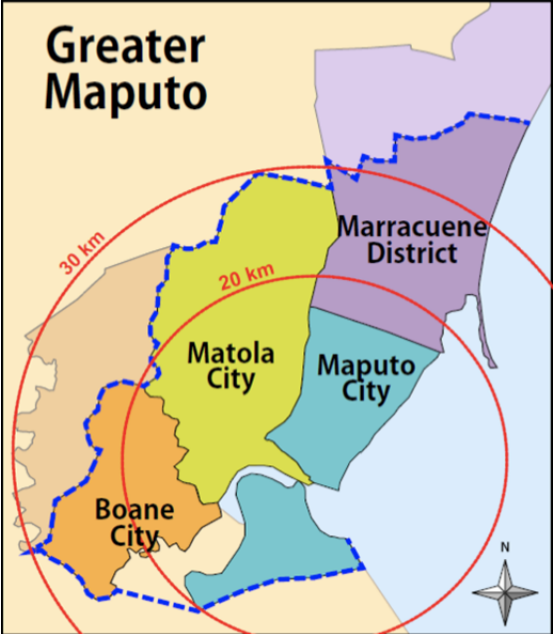 Greater
Maputo
30 km
20 km
Marracuene
District
Matola
City
Maputo
City
Boane
City
N